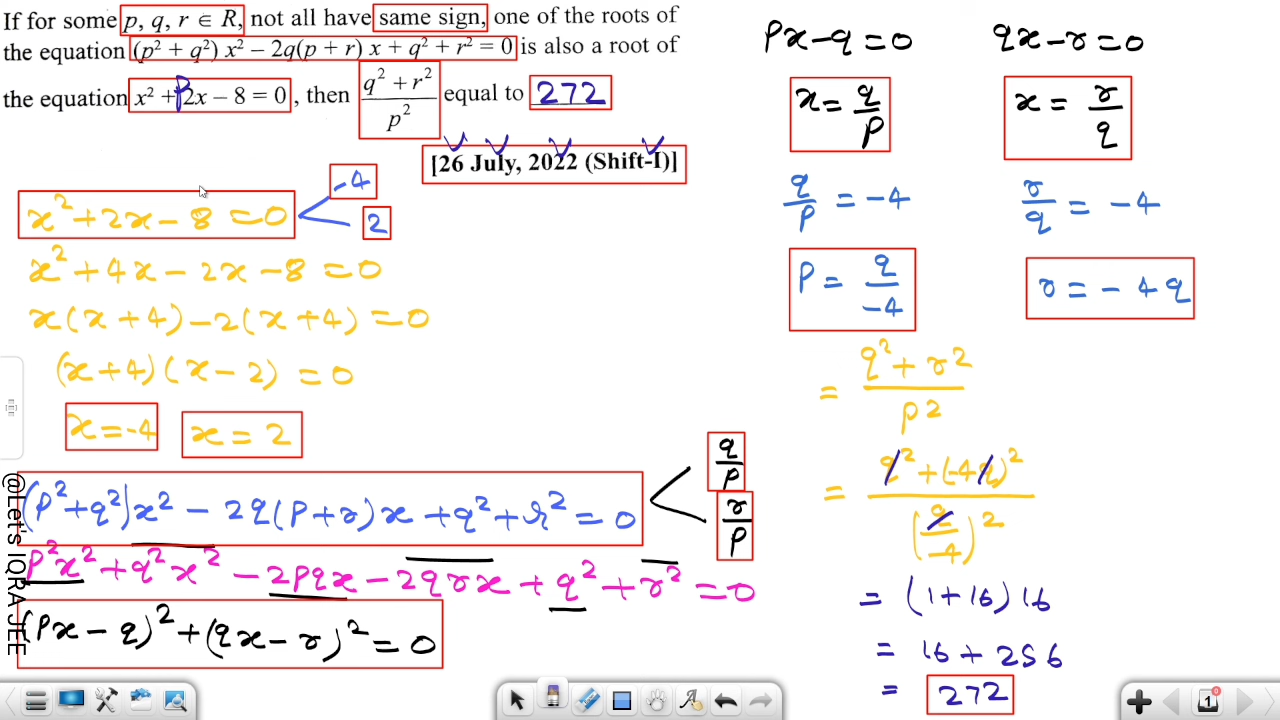 If for some p, q, r ∈ R, not all have same sign, one of the roots of
the equation (p² + q²) x² – 2q(p + r) x + q² + r² = 0 is also a root of
the equation x² + 2x – 8 = 0, then (q² + r²)/p² equal to 272
[26 July, 2022 (Shift-I)]
x² + 2x – 8 = 0
-4
2
x² + 4x – 2x – 8 = 0
x(x + 4) – 2(x + 4) = 0
(x + 4)(x – 2) = 0
x = -4
x = 2
(p² + q²)x² – 2q(p + r)x + q² + r² = 0
q/p
r/p
p²x² + q²x² – 2pqx – 2qrx + q² + r² = 0
(px – q)² + (qx – r)² = 0
px – q = 0
qx – r = 0
x = q/p
x = r/q
q/p = -4
r/q = -4
p = q/-4
r = -4q
= (q² + r²)/p²
= (q² + (-4q)²)/(q/-4)²
= (1 + 16) 16
= 16 + 256
= 272
@Let's IQRA JEE
1
0